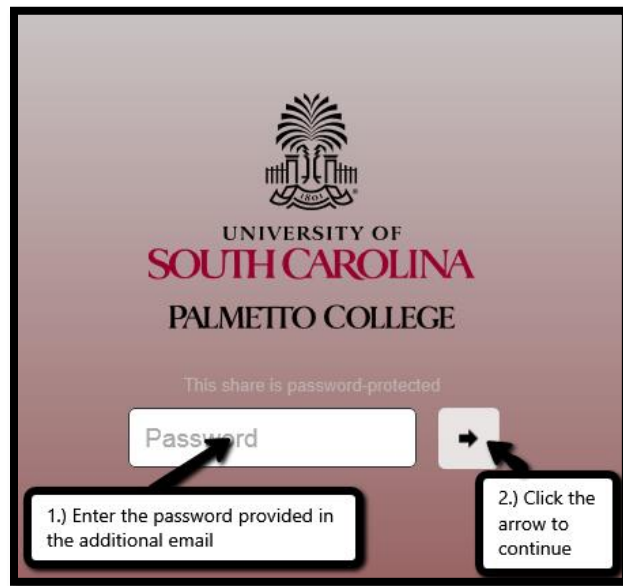 1801
UNIVERSITY OF
SOUTH CAROLINA
PALMETTO COLLEGE
This share is password-protected
Password
1.) Enter the password provided in
the additional email
2.) Click the
arrow to
continue